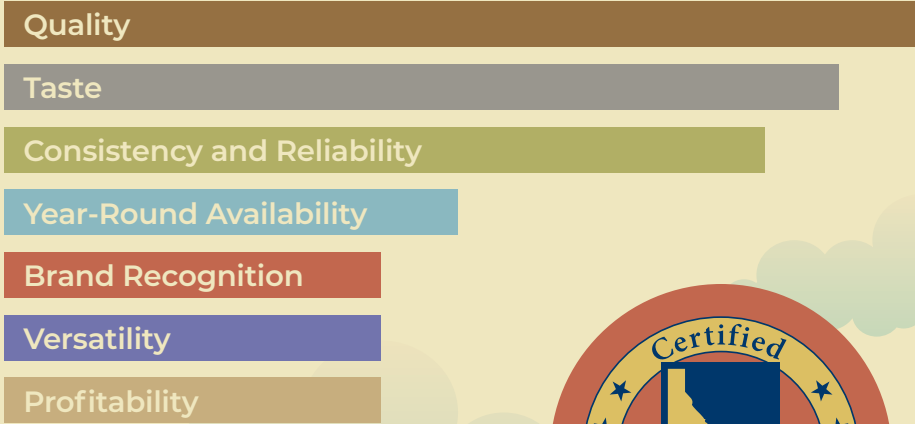 Quality
Taste
Consistency and Reliability
Year-Round Availability
Brand Recognition
Versatility
Certified
Profitability